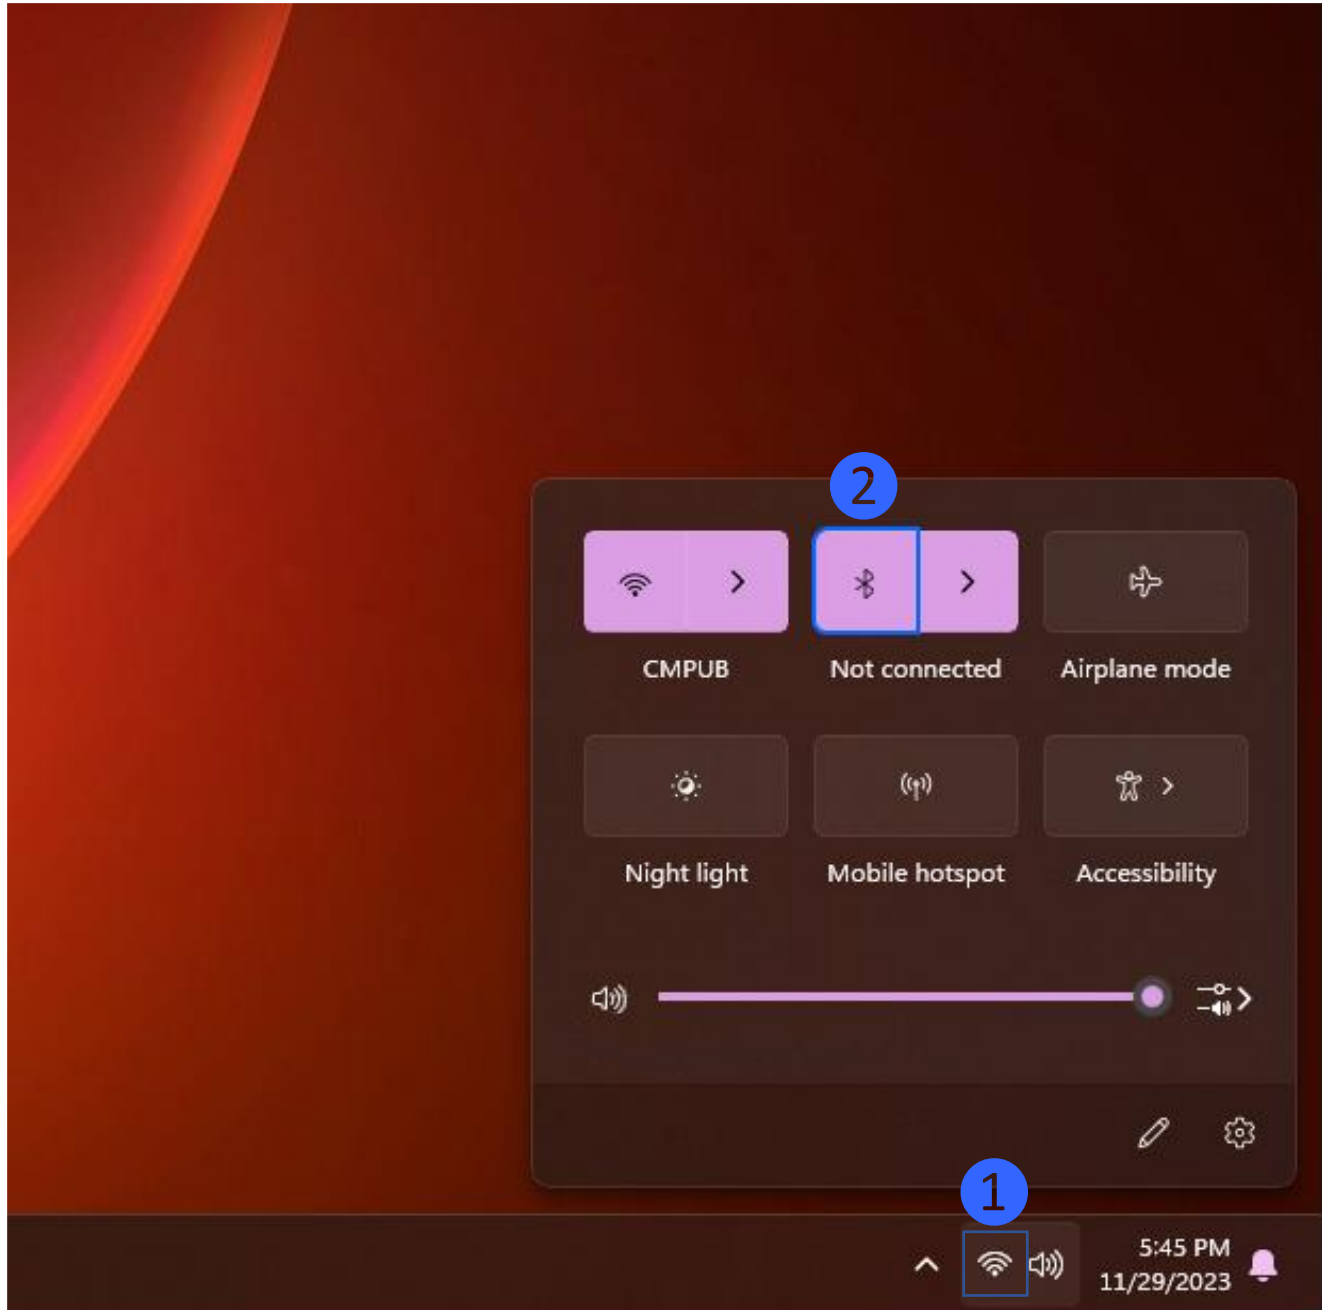 2
CMPUB
Not connected
Airplane mode
Night light
Mobile hotspot
Accessibility
1
5:45 PM
11/29/2023